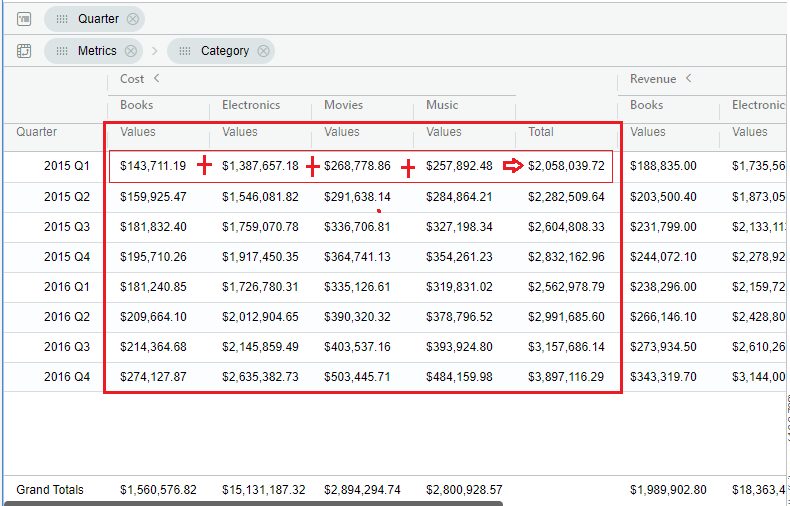 Quarter
Metrics > Category
Cost < Revenue <
Books Electronics Movies Music Books Electronic
Quarter Values Values Values Values Total Values Values
2015 Q1 $143,711.19 + $1,387,657.18 + $268,778.86 + $257,892.48 ⇨ $2,058,039.72 $188,835.00 $1,735,56
2015 Q2 $159,925.47 $1,546,081.82 $291,638.14 $284,864.21 $2,282,509.64 $203,500.40 $1,873,05
2015 Q3 $181,832.40 $1,759,070.78 $336,706.81 $327,198.34 $2,604,808.33 $231,799.00 $2,133,11
2015 Q4 $195,710.26 $1,917,450.35 $364,741.13 $354,261.23 $2,832,162.96 $244,072.10 $2,278,92
2016 Q1 $181,240.85 $1,726,780.31 $335,126.61 $319,831.02 $2,562,978.79 $238,296.00 $2,159,72
2016 Q2 $209,664.10 $2,012,904.65 $390,320.32 $378,796.52 $2,991,685.60 $266,146.10 $2,428,80
2016 Q3 $214,364.68 $2,145,859.49 $403,537.16 $393,924.80 $3,157,686.14 $273,934.50 $2,610,26
2016 Q4 $274,127.87 $2,635,382.73 $503,445.71 $484,159.98 $3,897,116.29 $343,319.70 $3,144,00
Grand Totals $1,560,576.82 $15,131,187.32 $2,894,294.74 $2,800,928.57 $1,989,902.80 $18,363,4